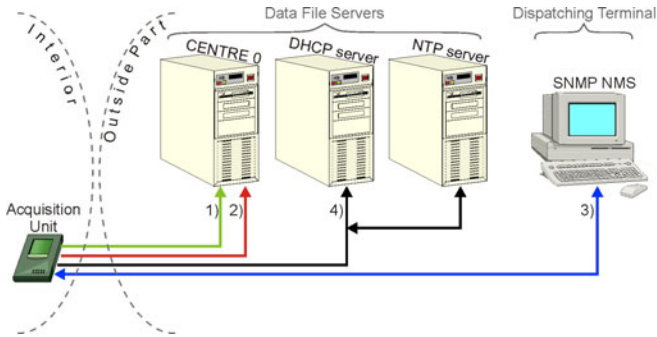 Data File Servers
Dispatching Terminal
Interior
Outside Part
CENTRE 0
DHCP server
NTP server
SNMP NMS
1)
2)
4)
3)
Acquisition
Unit